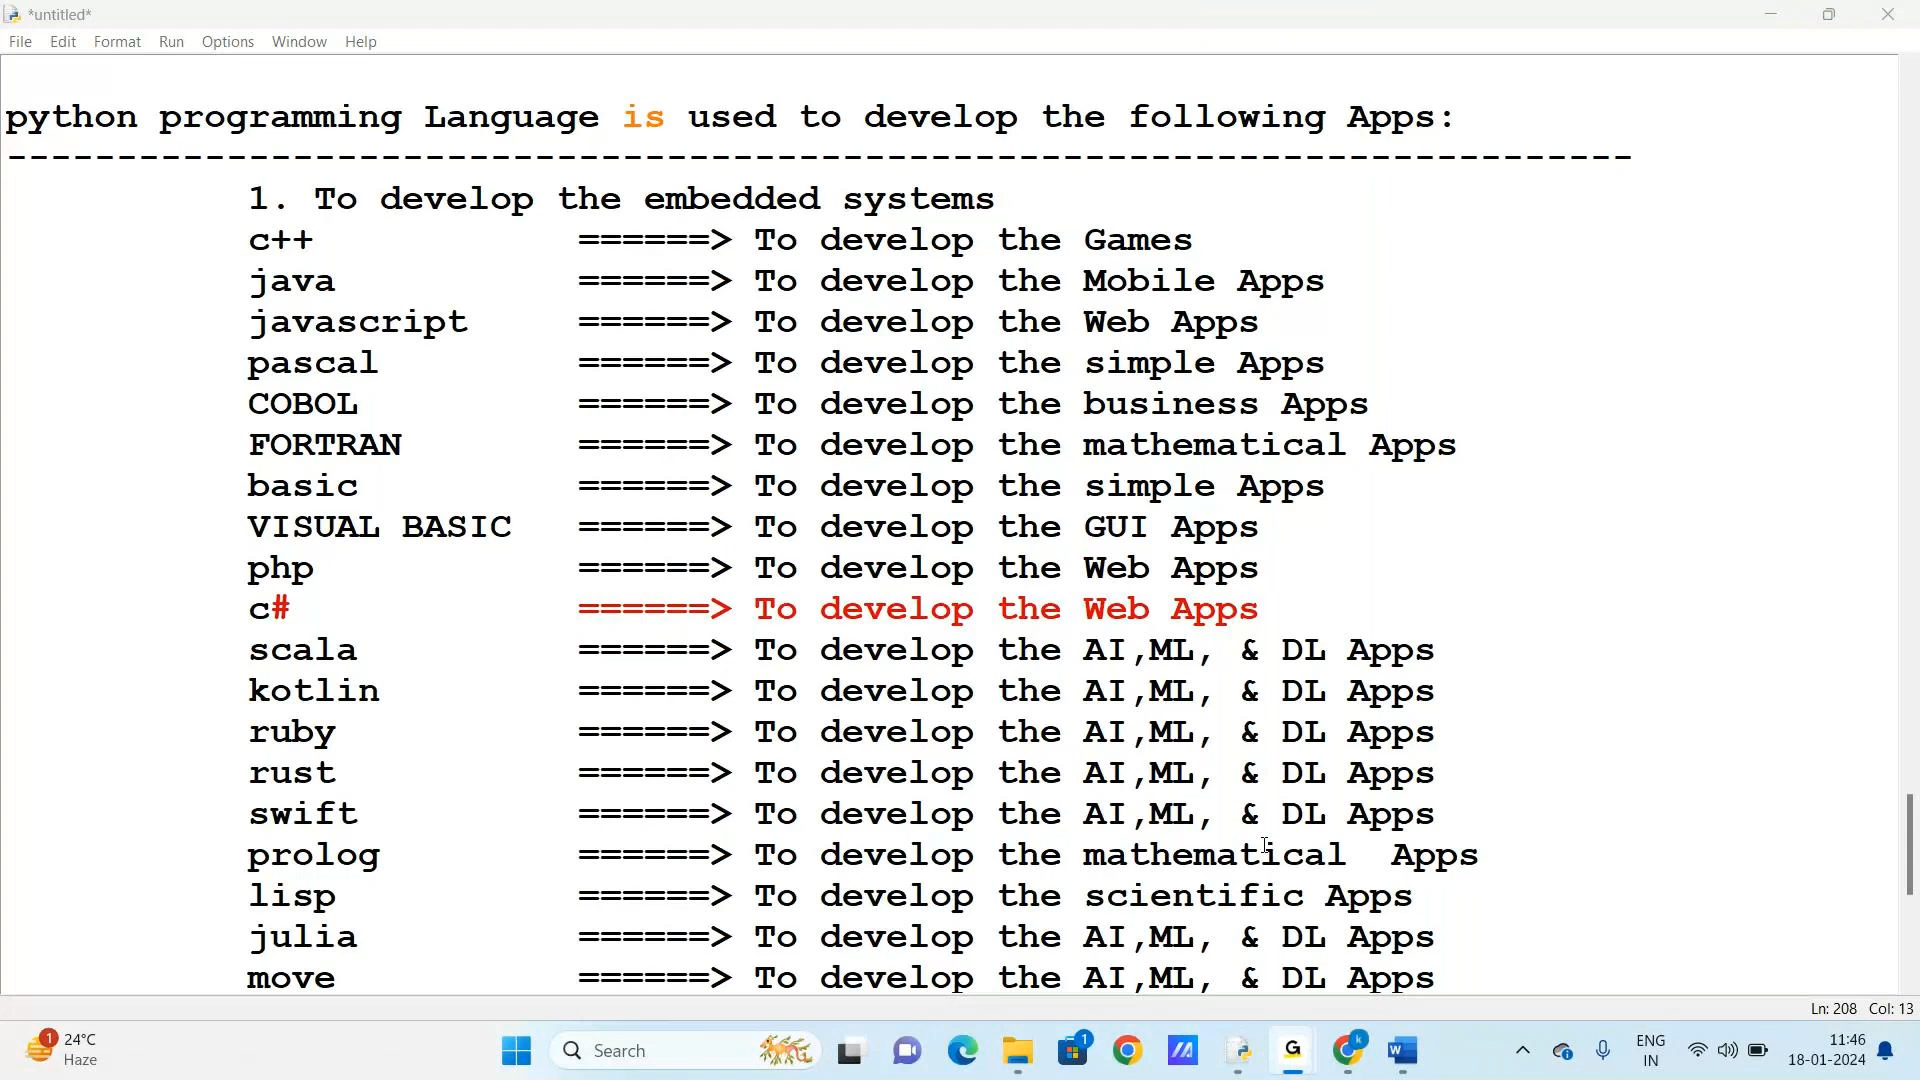 *untitled*
File Edit Format Run Options Window Help
python programming Language is used to develop the following Apps:
--------------------------------------------------------------------------
1. To develop the embedded systems
c++ ======> To develop the Games
java ======> To develop the Mobile Apps
javascript ======> To develop the Web Apps
pascal ======> To develop the simple Apps
COBOL ======> To develop the business Apps
FORTRAN ======> To develop the mathematical Apps
basic ======> To develop the simple Apps
VISUAL BASIC ======> To develop the GUI Apps
php ======> To develop the Web Apps
c# ======> To develop the Web Apps
scala ======> To develop the AI,ML, & DL Apps
kotlin ======> To develop the AI,ML, & DL Apps
ruby ======> To develop the AI,ML, & DL Apps
rust ======> To develop the AI,ML, & DL Apps
swift ======> To develop the AI,ML, & DL Apps
prolog ======> To develop the mathematical  Apps
lisp ======> To develop the scientific Apps
julia ======> To develop the AI,ML, & DL Apps
move ======> To develop the AI,ML, & DL Apps
Ln: 208 Col: 13
1 24°C
Haze
Search
1
G
k
W
ENG
IN
11:46
18-01-2024